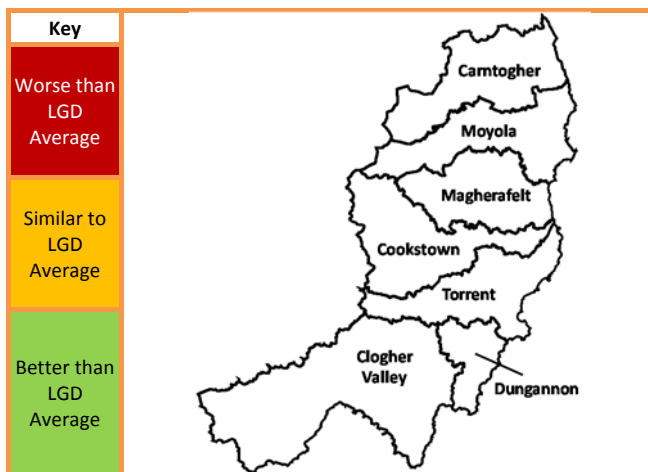 Key
Worse than
LGD
Average
Similar to
LGD
Average
Better than
LGD
Average
Carntogher
Moyola
Magherafelt
Cookstown
Torrent
Clogher
Valley
Dungannon